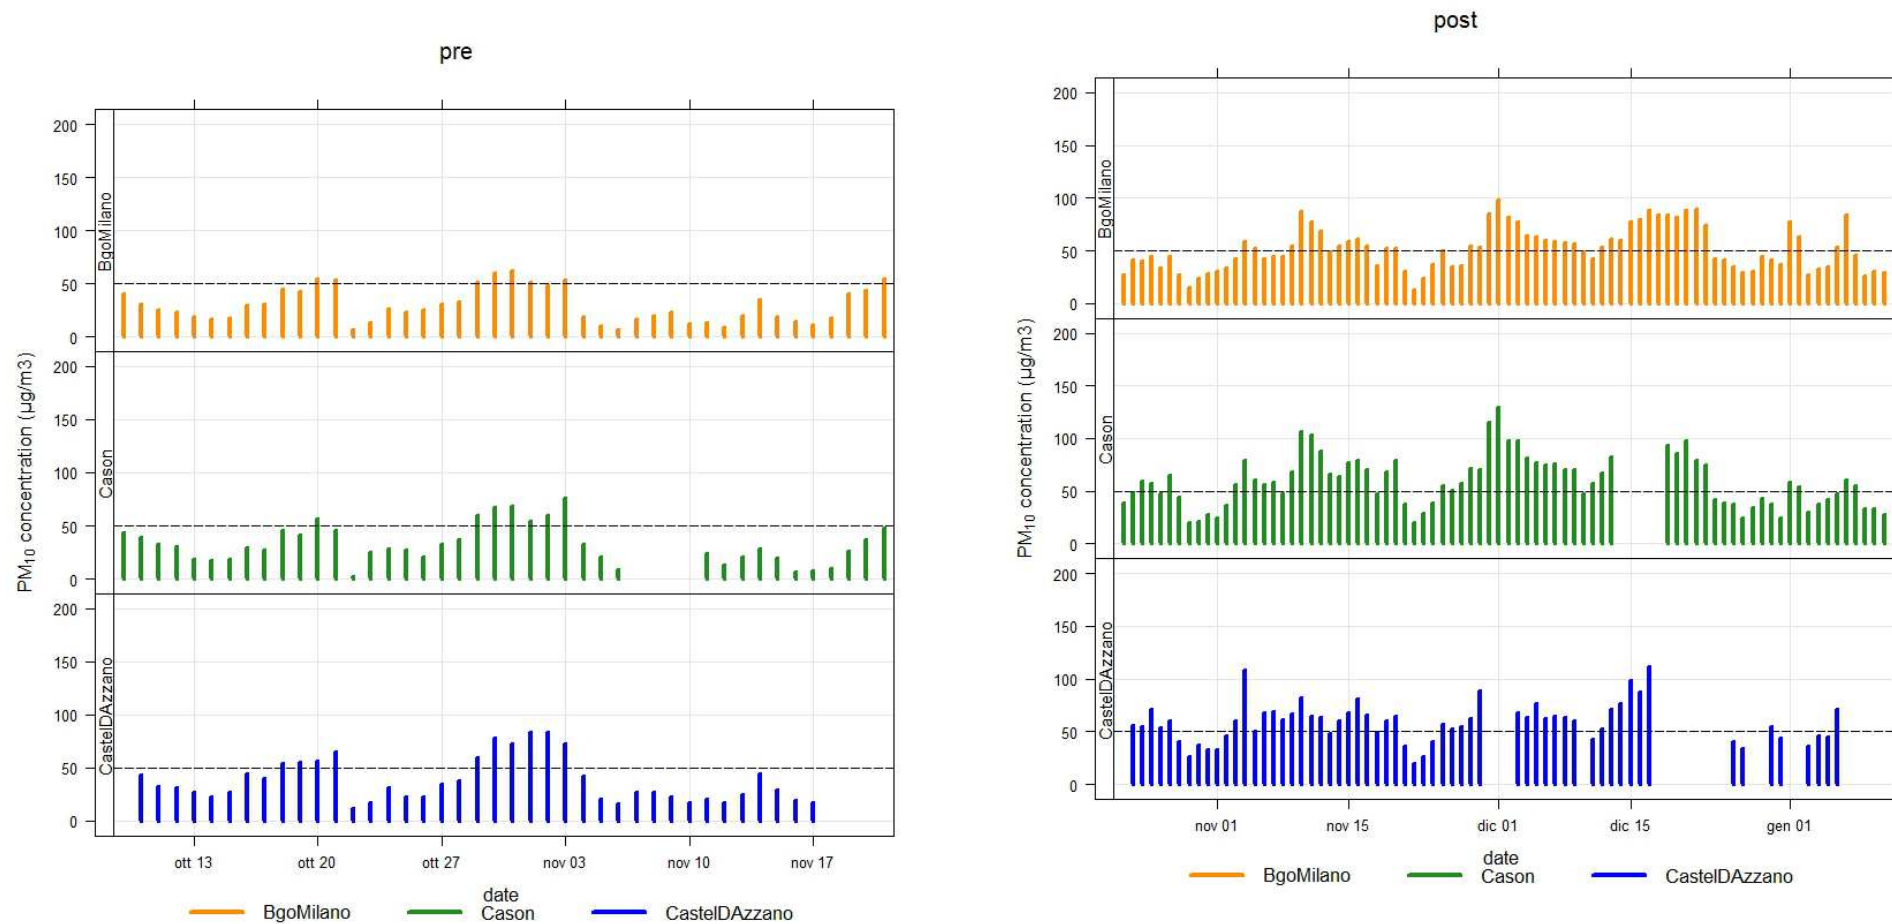 pre
PM₁₀ concentration (µg/m3)
BgoMilano
200
150
100
50
0
Cason
200
150
100
50
0
CastelDAzzano
200
150
100
50
0
ott 13 ott 20 ott 27 nov 03 nov 10 nov 17
date
BgoMilano Cason CastelDAzzano
post
PM₁₀ concentration (µg/m3)
BgoMilano
200
150
100
50
0
Cason
200
150
100
50
0
CastelDAzzano
200
150
100
50
0
nov 01 nov 15 dic 01 dic 15 gen 01
date
BgoMilano Cason CastelDAzzano